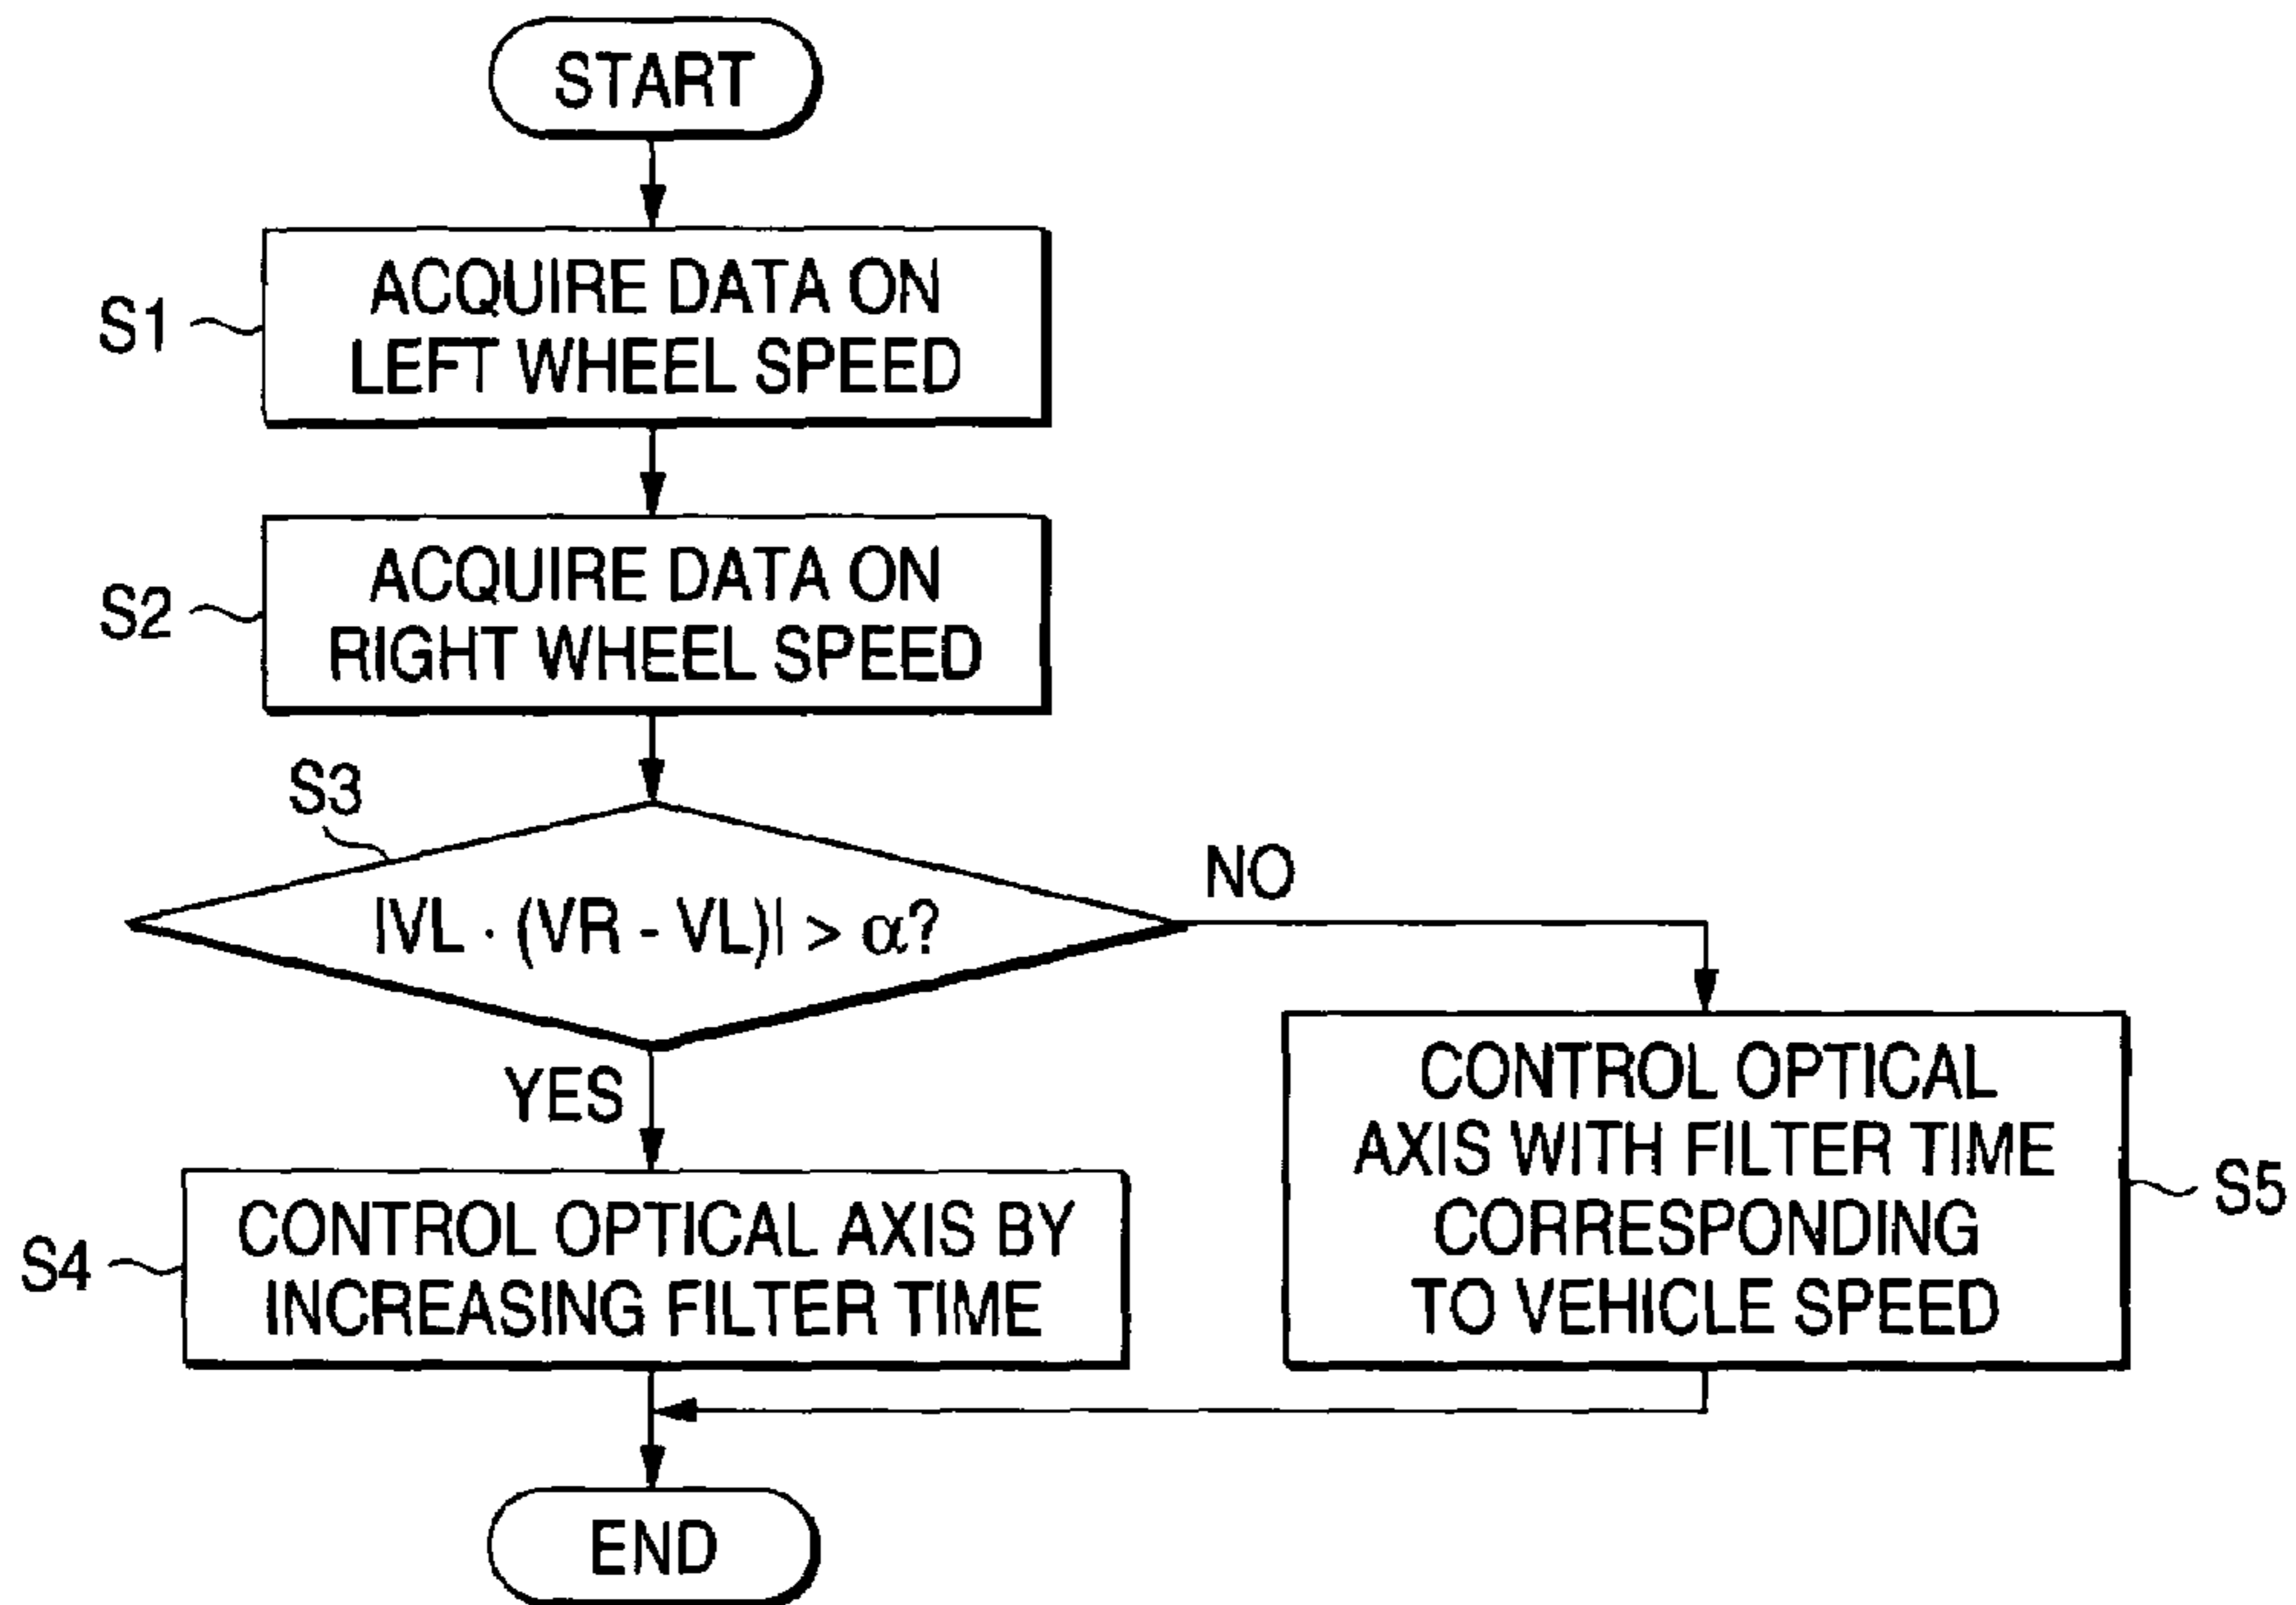 START
S1
ACQUIRE DATA ON
LEFT WHEEL SPEED
S2
ACQUIRE DATA ON
RIGHT WHEEL SPEED
S3
|VL · (VR - VL)| > α?
NO
YES
S4
CONTROL OPTICAL AXIS BY
INCREASING FILTER TIME
CONTROL OPTICAL
AXIS WITH FILTER TIME
CORRESPONDING
TO VEHICLE SPEED
S5
END